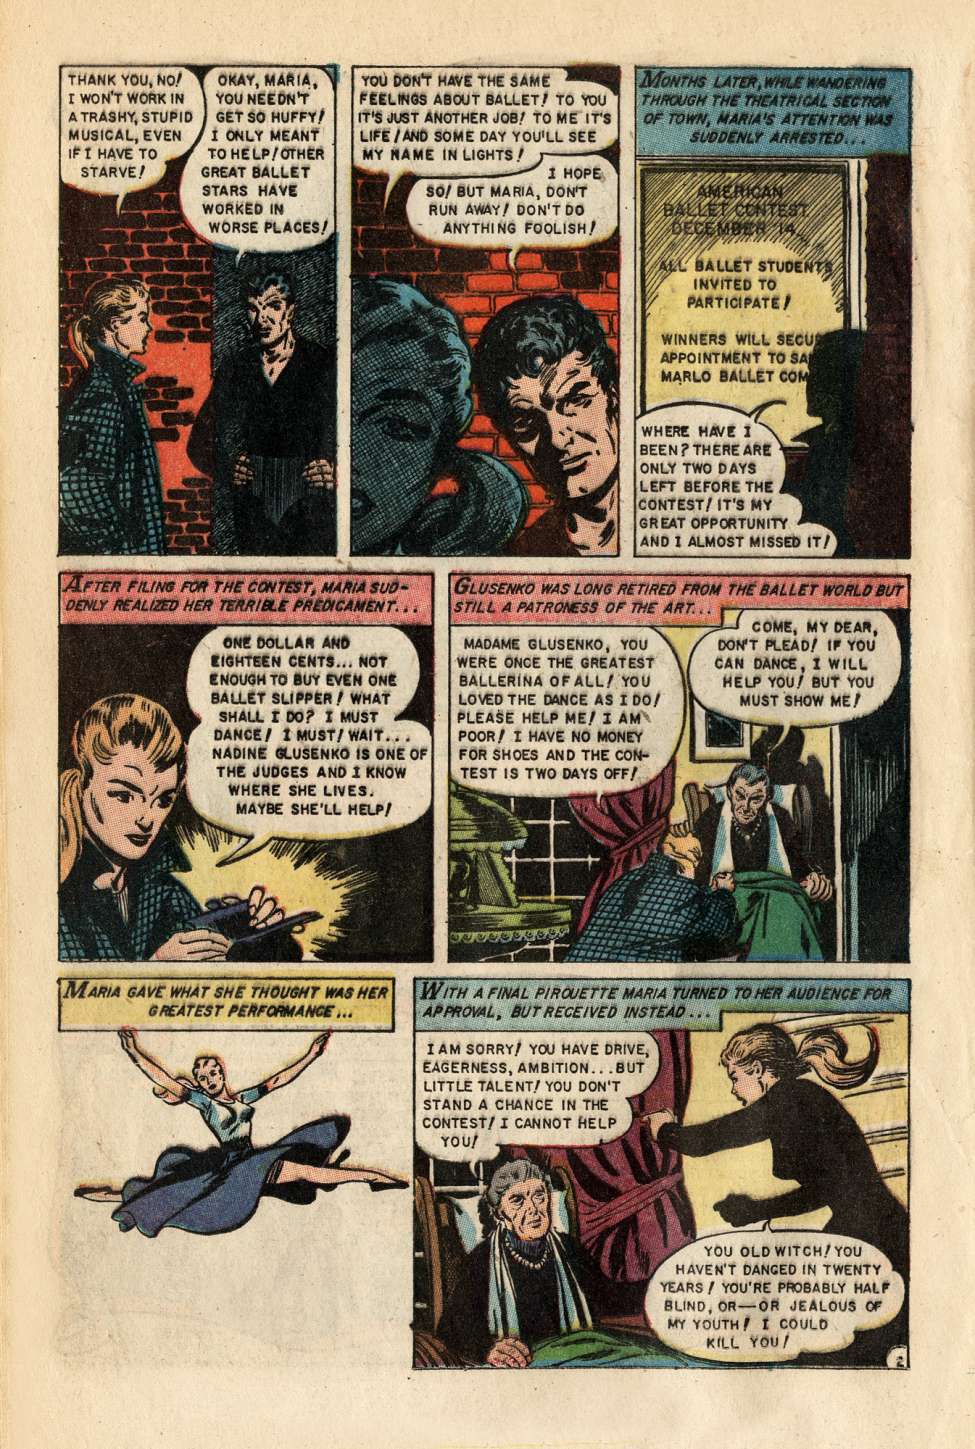 THANK YOU, NO!
I WON'T WORK IN
A TRASHY, STUPID
MUSICAL, EVEN
IF I HAVE TO
STARVE!
OKAY, MARIA,
YOU NEEDN'T
GET SO HUFFY!
I ONLY MEANT
TO HELP! OTHER
GREAT BALLET
STARS HAVE
WORKED IN
WORSE PLACES!
YOU DON'T HAVE THE SAME
FEELINGS ABOUT BALLET! TO YOU
IT'S JUST ANOTHER JOB! TO ME IT'S
LIFE! AND SOME DAY YOU'LL SEE
MY NAME IN LIGHTS!
I HOPE
SO! BUT MARIA, DON'T
RUN AWAY! DON'T DO
ANYTHING FOOLISH!
MONTHS LATER, WHILE WANDERING
THROUGH THE THEATRICAL SECTION
OF TOWN, MARIA'S ATTENTION WAS
SUDDENLY ARRESTED...
AMERICAN
BALLET CONTEST
DECEMBER 14
ALL BALLET STUDENTS
INVITED TO
PARTICIPATE!
WINNERS WILL SECU
APPOINTMENT TO SA
MARLO BALLET COM
WHERE HAVE I
BEEN? THERE ARE
ONLY TWO DAYS
LEFT BEFORE THE
CONTEST! IT'S MY
GREAT OPPORTUNITY
AND I ALMOST MISSED IT!
AFTER FILING FOR THE CONTEST, MARIA SUD-
DENLY REALIZED HER TERRIBLE PREDICAMENT...
ONE DOLLAR AND
EIGHTEEN CENTS... NOT
ENOUGH TO BUY EVEN ONE
BALLET SLIPPER! WHAT
SHALL I DO? I MUST
DANCE! I MUST! WAIT...
NADINE GLUSENKO IS ONE OF
THE JUDGES AND I KNOW
WHERE SHE LIVES.
MAYBE SHE'LL HELP!
GLUSENKO WAS LONG RETIRED FROM THE BALLET WORLD BUT
STILL A PATRONESS OF THE ART...
MADAME GLUSENKO, YOU
WERE ONCE THE GREATEST
BALLERINA OF ALL! YOU
LOVED THE DANCE AS I DO!
PLEASE HELP ME! I AM
POOR! I HAVE NO MONEY
FOR SHOES AND THE CON-
TEST IS TWO DAYS OFF!
COME, MY DEAR,
DON'T PLEAD! IF YOU
CAN DANCE, I WILL
HELP YOU! BUT YOU
MUST SHOW ME!
MARIA GAVE WHAT SHE THOUGHT WAS HER
GREATEST PERFORMANCE...
WITH A FINAL PIROUETTE MARIA TURNED TO HER AUDIENCE FOR
APPROVAL, BUT RECEIVED INSTEAD...
I AM SORRY! YOU HAVE DRIVE,
EAGERNESS, AMBITION... BUT
LITTLE TALENT! YOU DON'T
STAND A CHANCE IN THE
CONTEST! I CANNOT HELP
YOU!
YOU OLD WITCH! YOU
HAVEN'T DANCED IN TWENTY
YEARS! YOU'RE PROBABLY HALF
BLIND, OR—OR JEALOUS OF
MY YOUTH! I COULD
KILL YOU!
2